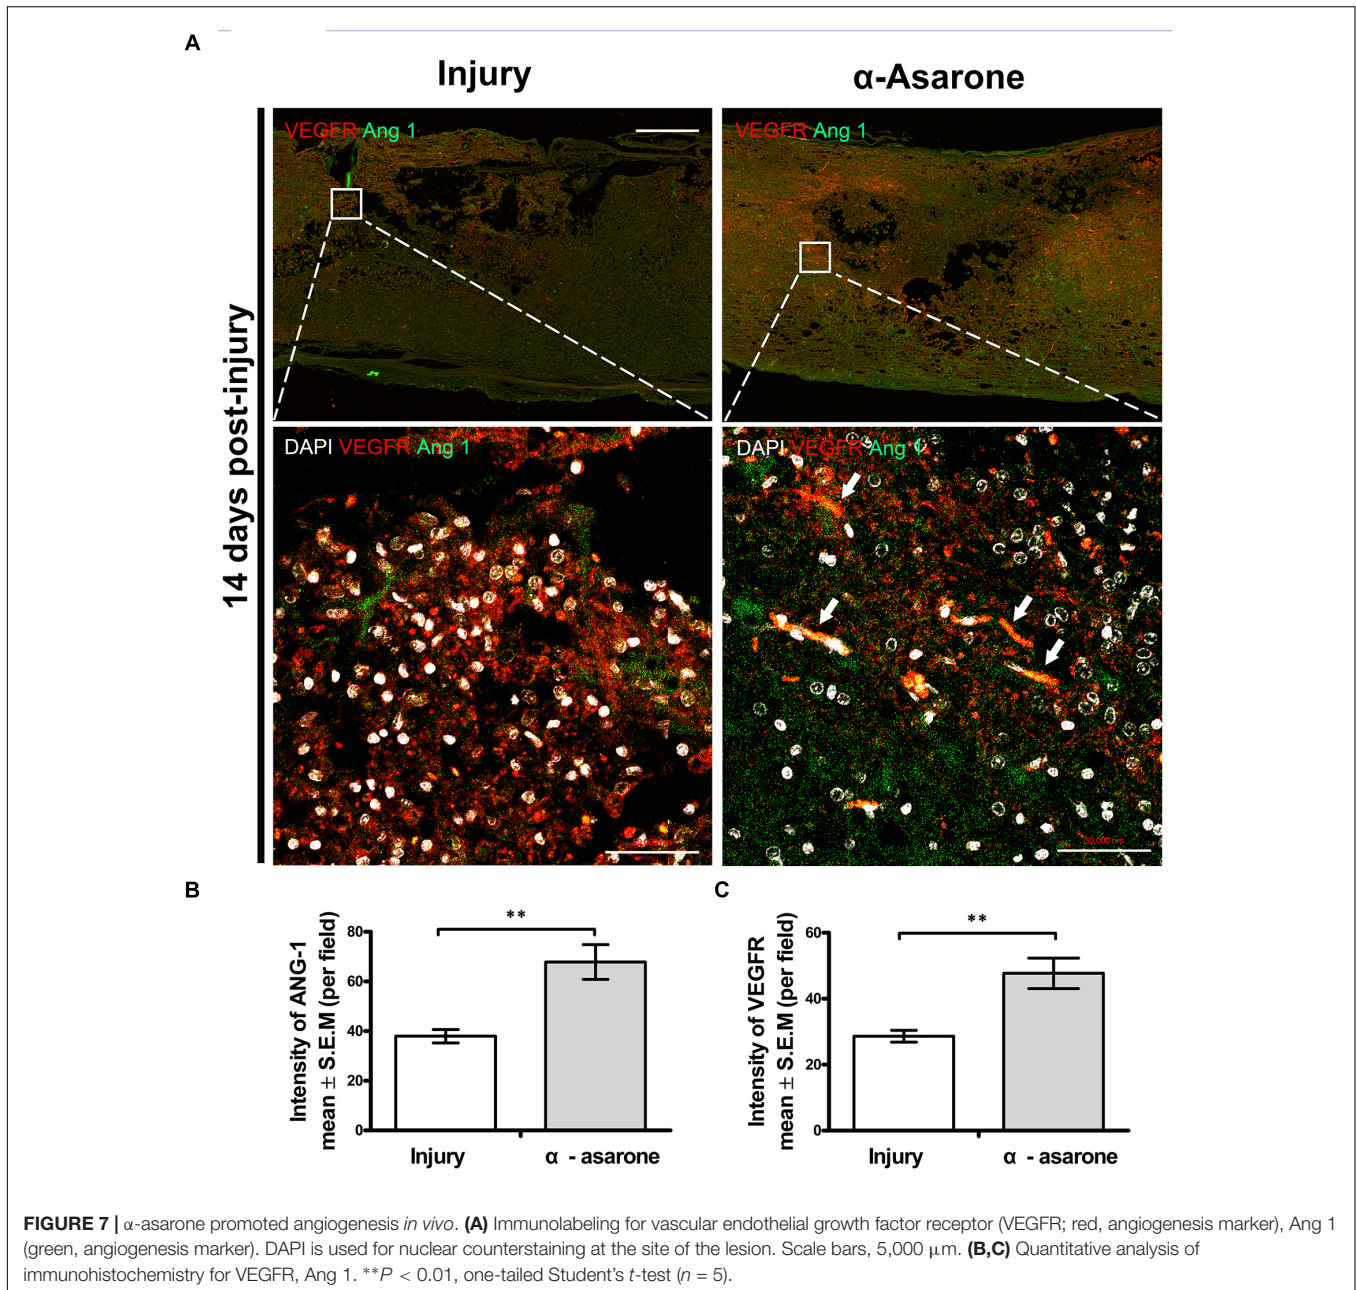 A
Injury
α-Asarone
14 days post-injury
VEGFR Ang 1
VEGFR Ang 1
DAPI VEGFR Ang 1
DAPI VEGFR Ang 1
B
Intensity of ANG-1
mean ± S.E.M (per field)
80
60
40
20
0
**
Injury
α - asarone
C
Intensity of VEGFR
mean ± S.E.M (per field)
60
40
20
0
**
Injury
α - asarone
FIGURE 7 | α-asarone promoted angiogenesis in vivo. (A) Immunolabeling for vascular endothelial growth factor receptor (VEGFR; red, angiogenesis marker), Ang 1
(green, angiogenesis marker). DAPI is used for nuclear counterstaining at the site of the lesion. Scale bars, 5,000 μm. (B,C) Quantitative analysis of
immunohistochemistry for VEGFR, Ang 1. **P < 0.01, one-tailed Student's t-test (n = 5).